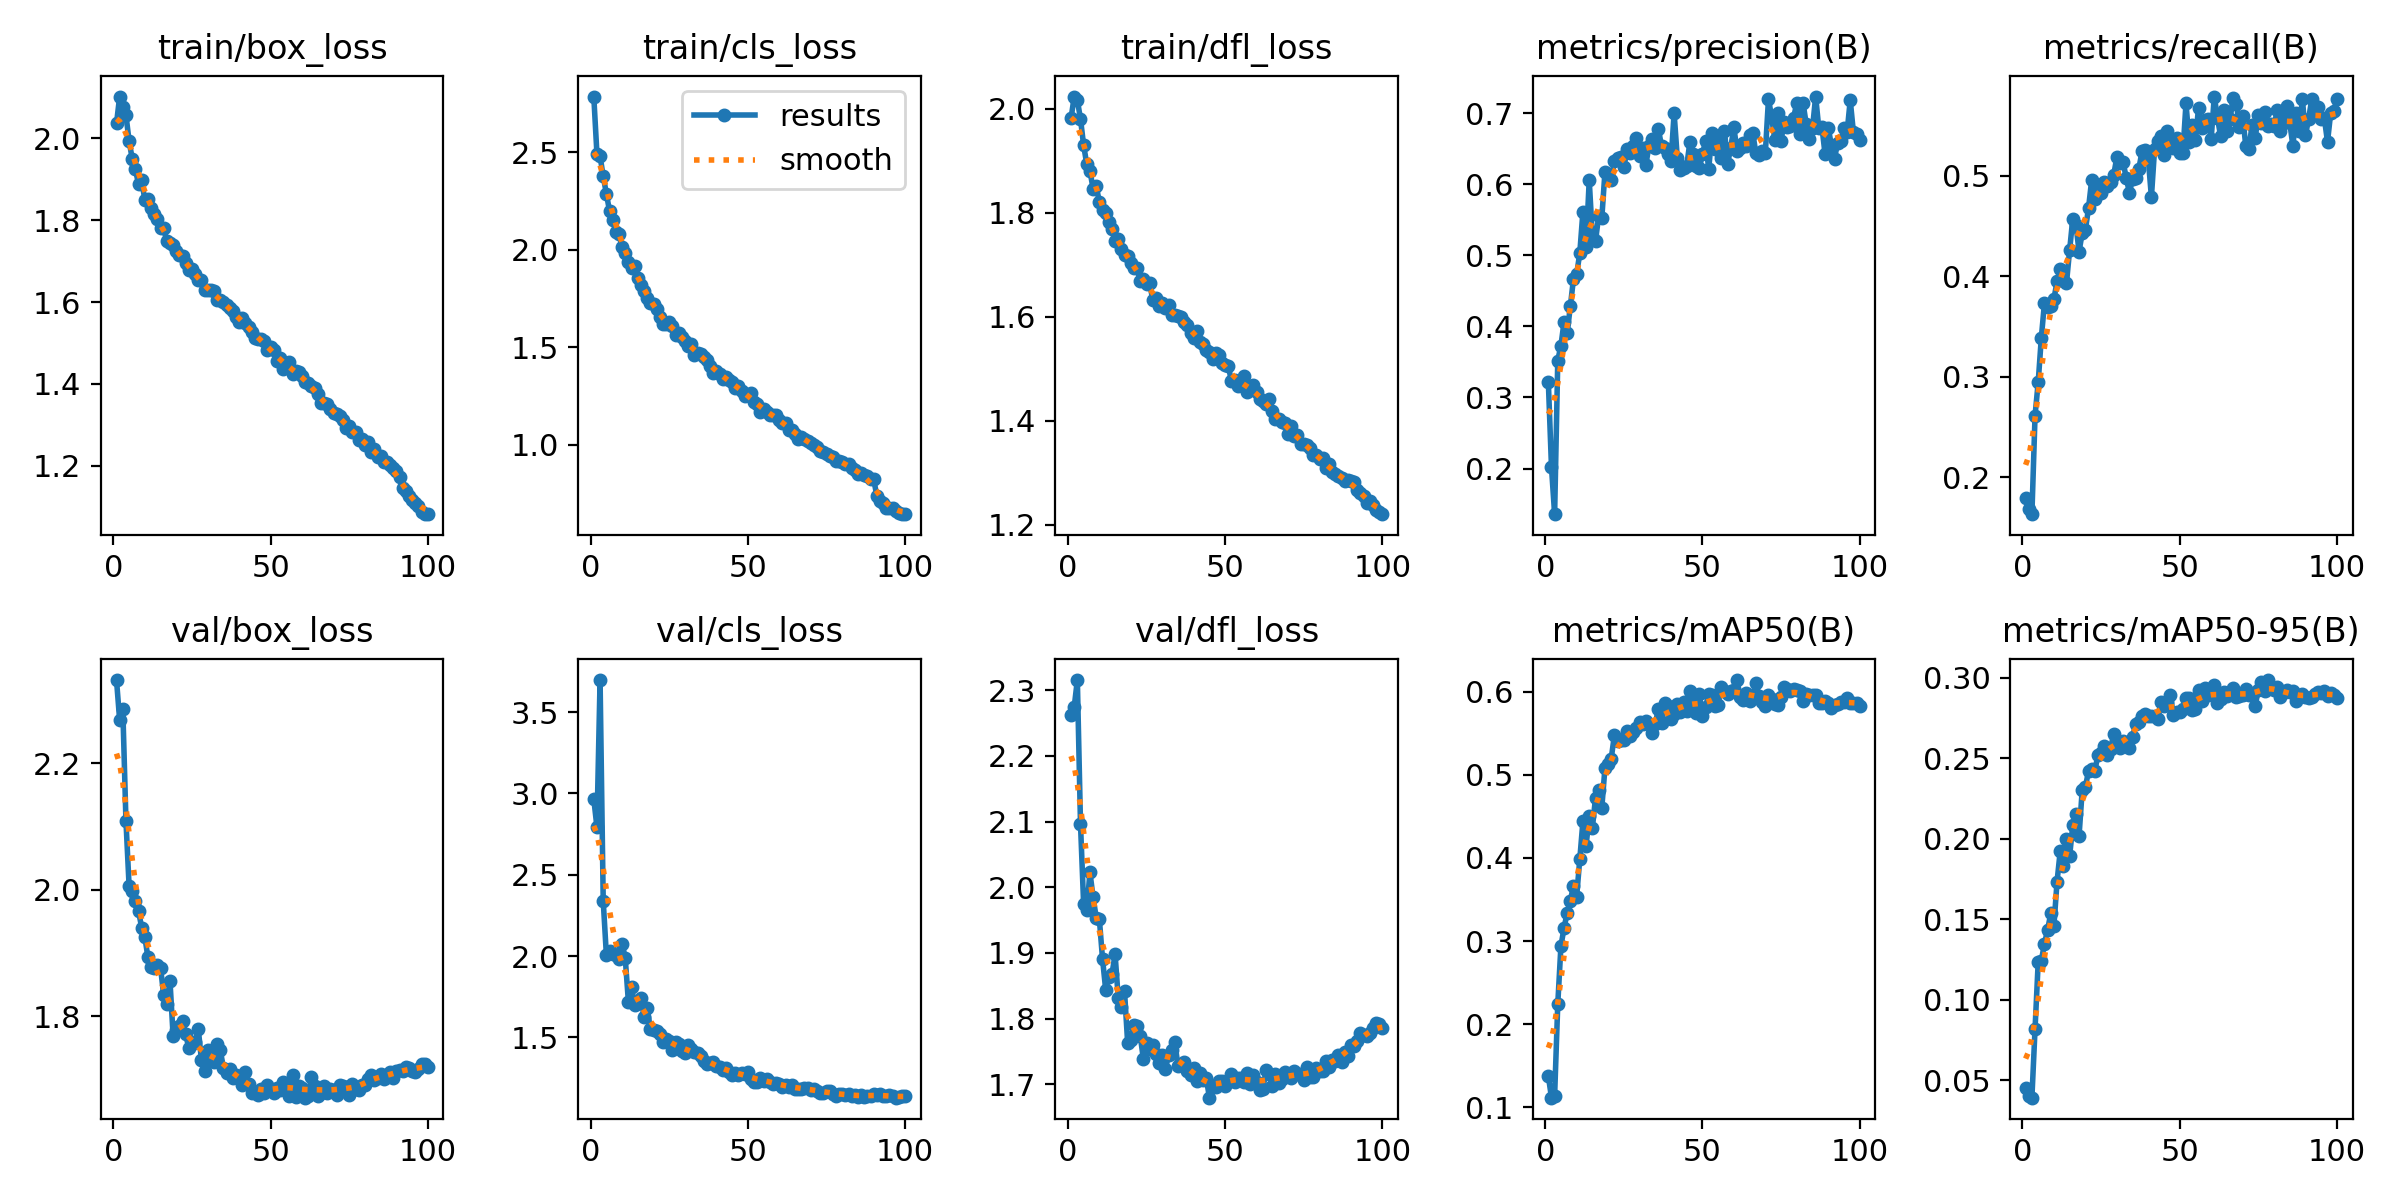 train/box_loss
2.0
1.8
1.6
1.4
1.2
0 50 100
train/cls_loss
results
smooth
2.5
2.0
1.5
1.0
0 50 100
train/dfl_loss
2.0
1.8
1.6
1.4
1.2
0 50 100
metrics/precision(B)
0.7
0.6
0.5
0.4
0.3
0.2
0 50 100
metrics/recall(B)
0.5
0.4
0.3
0.2
0 50 100
val/box_loss
2.2
2.0
1.8
0 50 100
val/cls_loss
3.5
3.0
2.5
2.0
1.5
0 50 100
val/dfl_loss
2.3
2.2
2.1
2.0
1.9
1.8
1.7
0 50 100
metrics/mAP50(B)
0.6
0.5
0.4
0.3
0.2
0.1
0 50 100
metrics/mAP50-95(B)
0.30
0.25
0.20
0.15
0.10
0.05
0 50 100